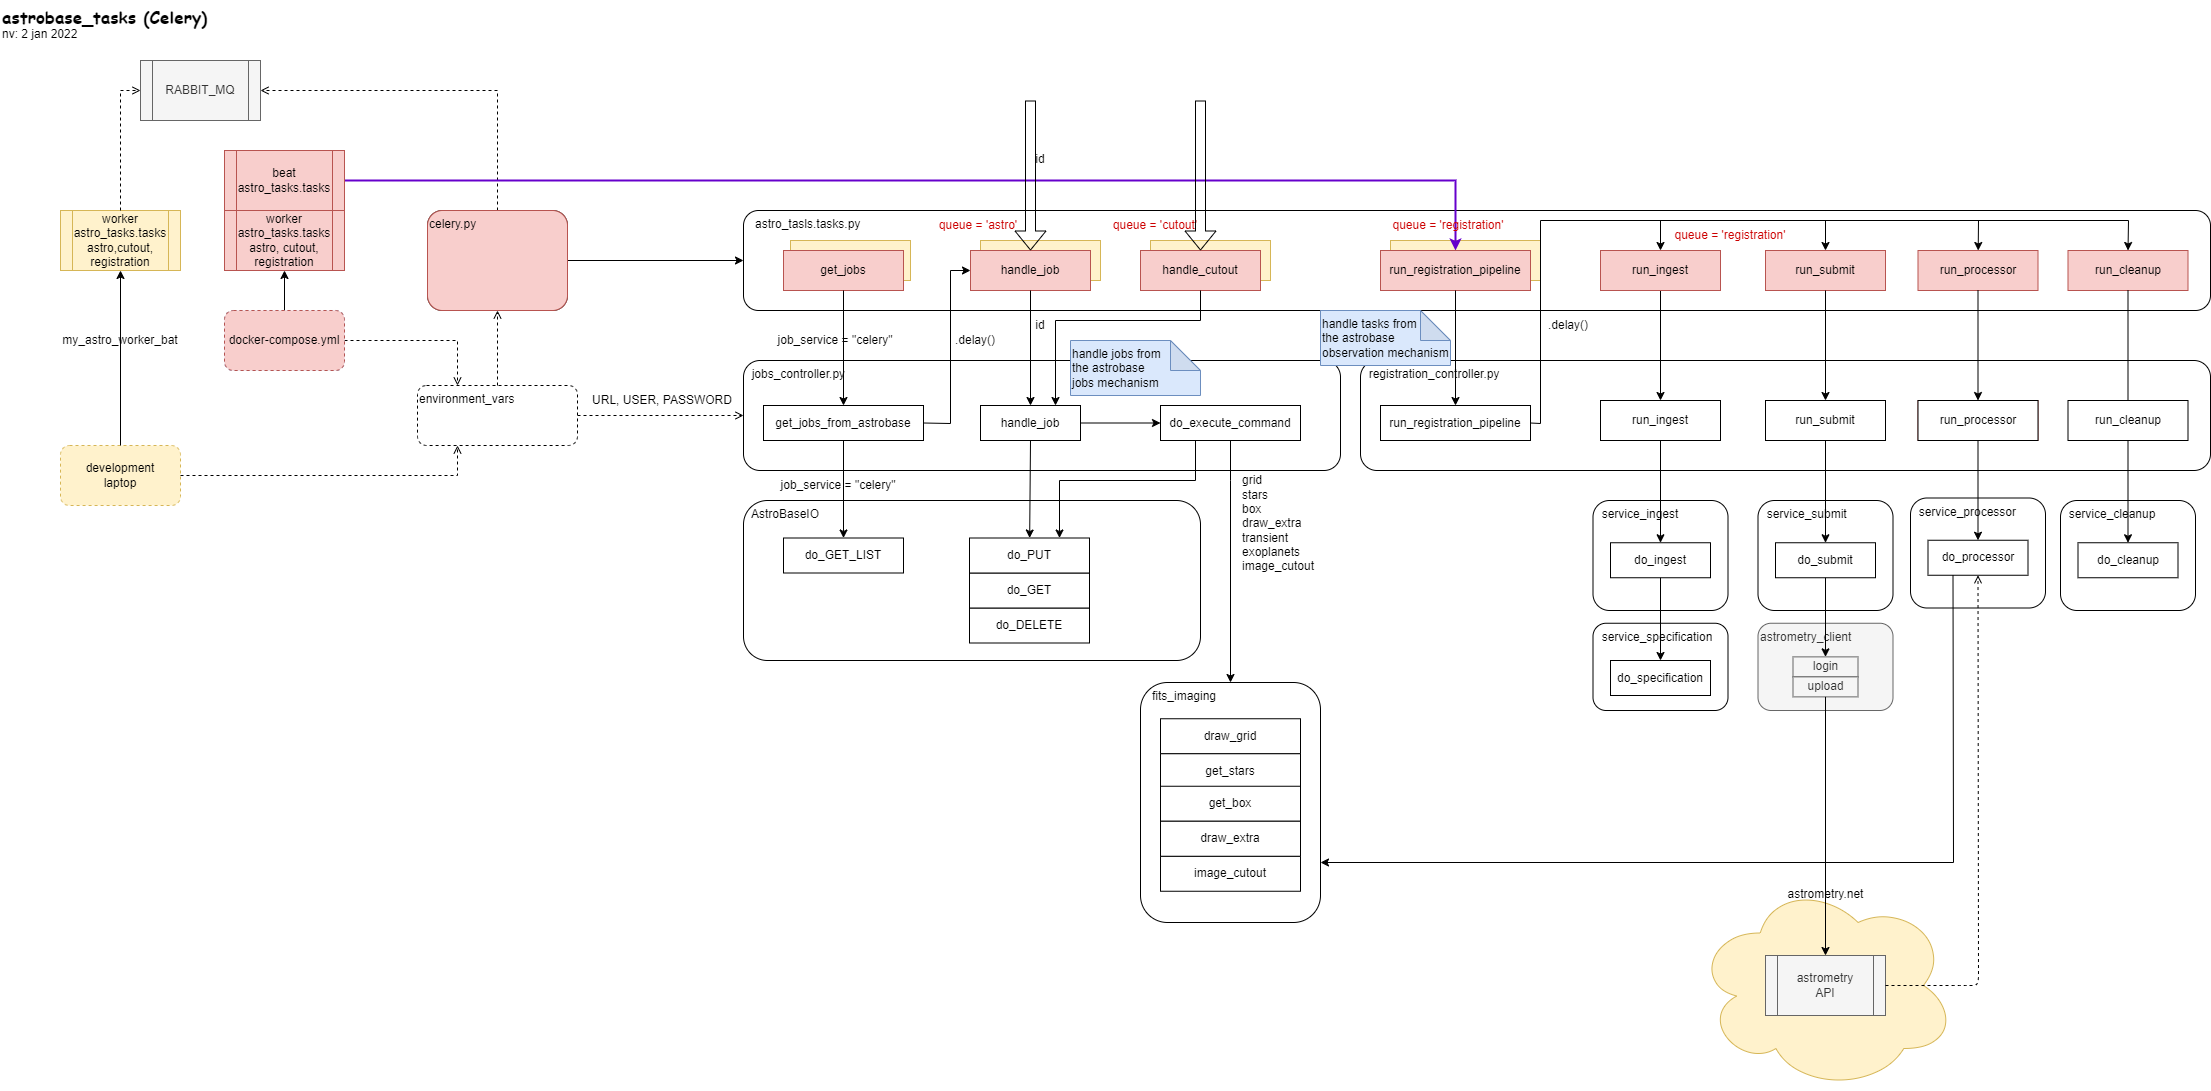 astrobase_tasks (Celery)
nv: 2 jan 2022
RABBIT_MQ
beat
astro_tasks.tasks
worker
astro_tasks.tasks
astro,cutout,
registration
worker
astro_tasks.tasks
astro, cutout,
registration
my_astro_worker_bat
docker-compose.yml
development
laptop
celery.py
environment_vars
URL, USER, PASSWORD
id
astro_tasls.tasks.py
queue = 'astro'
queue = 'cutout'
queue = 'registration'
queue = 'registration'
get_jobs
handle_job
handle_cutout
run_registration_pipeline
run_ingest
run_submit
run_processor
run_cleanup
job_service = "celery"
.delay()
id
handle jobs from
the astrobase
jobs mechanism
handle tasks from
the astrobase
observation mechanism
.delay()
jobs_controller.py
get_jobs_from_astrobase
handle_job
do_execute_command
registration_controller.py
run_registration_pipeline
run_ingest
run_submit
run_processor
run_cleanup
job_service = "celery"
grid
stars
box
draw_extra
transient
exoplanets
image_cutout
AstroBaseIO
do_GET_LIST
do_PUT
do_GET
do_DELETE
service_ingest
do_ingest
service_submit
do_submit
service_processor
do_processor
service_cleanup
do_cleanup
service_specification
do_specification
astrometry_client
login
upload
fits_imaging
draw_grid
get_stars
get_box
draw_extra
image_cutout
astrometry.net
astrometry
API